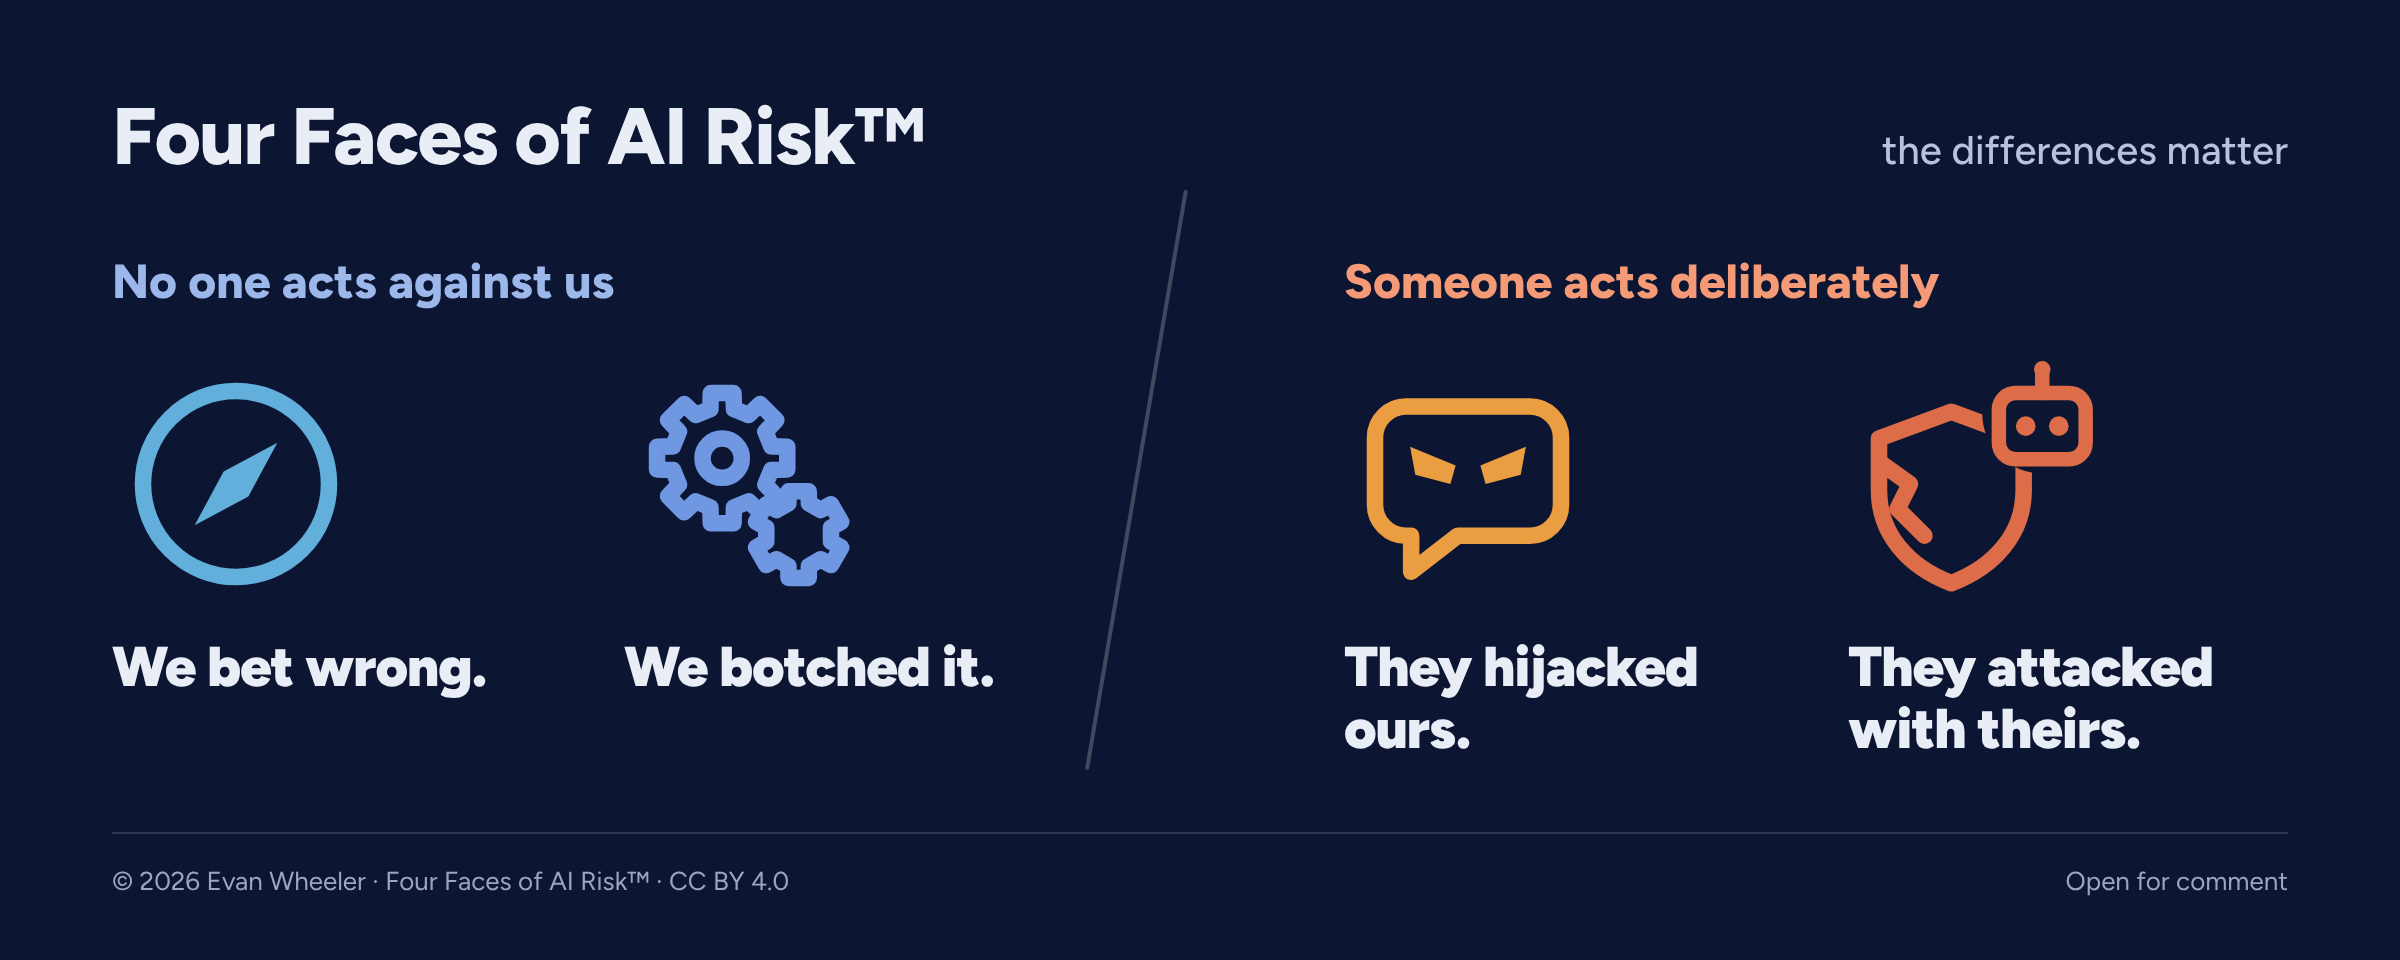 Four Faces of AI Risk™
the differences matter
No one acts against us
Someone acts deliberately
We bet wrong.
We botched it.
They hijacked
ours.
They attacked
with theirs.
© 2026 Evan Wheeler · Four Faces of AI Risk™ · CC BY 4.0
Open for comment